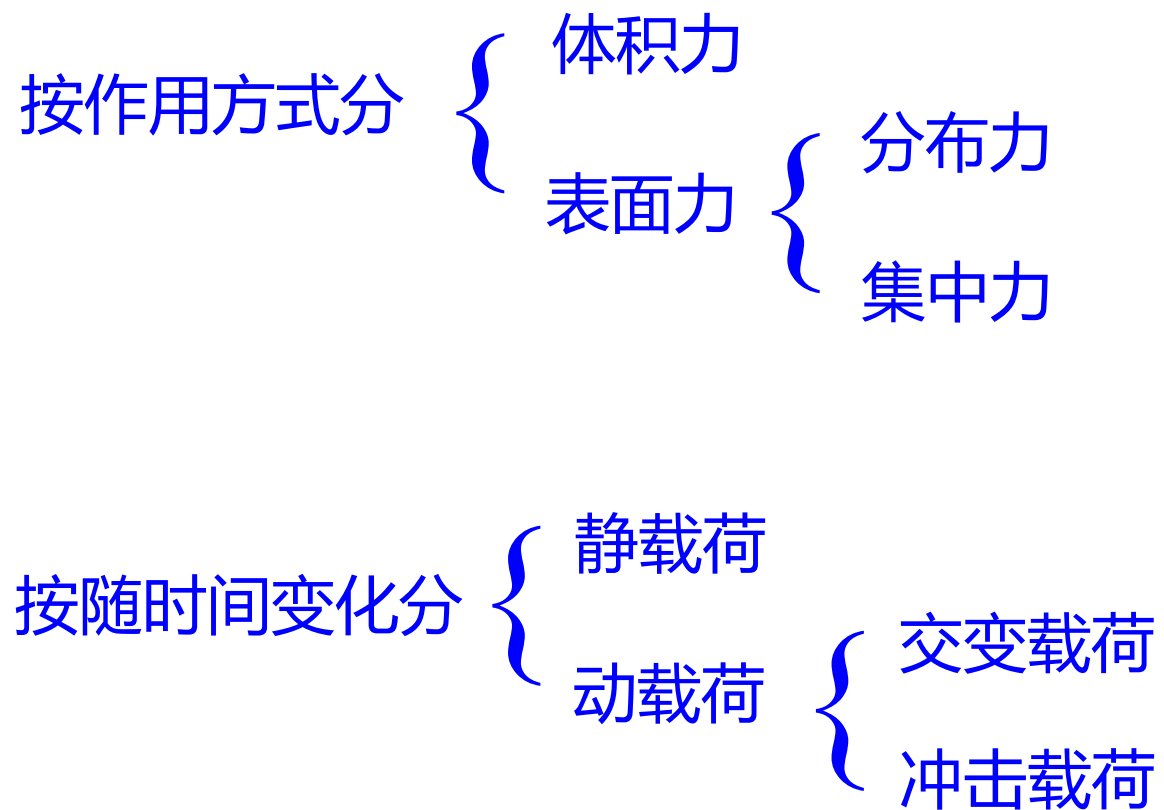 体积力
按作用方式分
分布力
表面力
集中力
静载荷
按随时间变化分
交变载荷
动载荷
冲击载荷